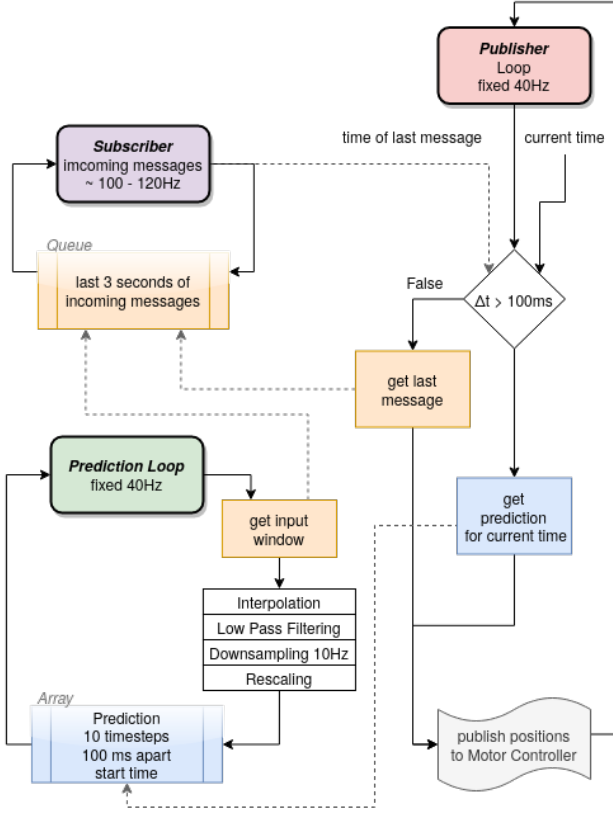 Publisher
Loop
fixed 40Hz
time of last message
current time
Subscriber
imcoming messages
~ 100 - 120Hz
Queue
last 3 seconds of
incoming messages
False
Δt > 100ms
get last
message
Prediction Loop
fixed 40Hz
get input
window
get
prediction
for current time
Interpolation
Low Pass Filtering
Downsampling 10Hz
Rescaling
Array
Prediction
10 timesteps
100 ms apart
start time
publish positions
to Motor Controller